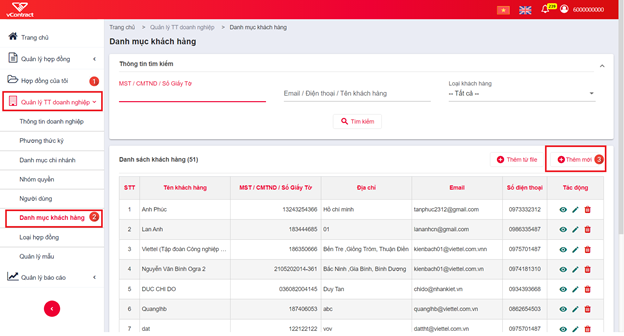 vContract
229
6000000000
Trang chủ
Quản lý hợp đồng
Hợp đồng của tôi
1
Quản lý TT doanh nghiệp
Thông tin doanh nghiệp
Phương thức ký
Danh mục chi nhánh
Nhóm quyền
Người dùng
Danh mục khách hàng 2
Loại hợp đồng
Quản lý mẫu
Quản lý báo cáo
Trang chủ > Quản lý TT doanh nghiệp > Danh mục khách hàng
Danh mục khách hàng
Thông tin tìm kiếm
MST / CMTND / Số Giấy Tờ
Email / Điện thoại / Tên khách hàng
Loại khách hàng
-- Tất cả --
Tìm kiếm
Danh sách khách hàng (51)
Thêm từ file
Thêm mới 3
STT Tên khách hàng MST / CMTND / Số Giấy Tờ Địa chỉ Email Số điện thoại Tác động
1 Anh Phúc 13243254366 Hồ chí minh tanphuc2312@gmail.com 0973332312
2 Lan Anh 183444685 01 lananhcn@gmail.com 0986335487
3 Viettel (Tập đoàn Công nghiệp ... 186350666 Bến Tre ,Giồng Trôm, Thuận Điền kienbach01@viettel.com.vnn 0975701487
4 Nguyễn Văn Bình Ogra 2 2105202014-361 Bắc Ninh ,Gia Bình, Bình Dương kienbach01@viettel.com.vn 0974181310
5 DUC CHI DO 036082004145 Duy Tan chido@nhankiet.vn 0934393668
6 Quanglhb 187406053 abc quanglhb@viettel.com.vn 0862654503
7 dat 122122122 vov dattht@viettel.com.vn 0975701487